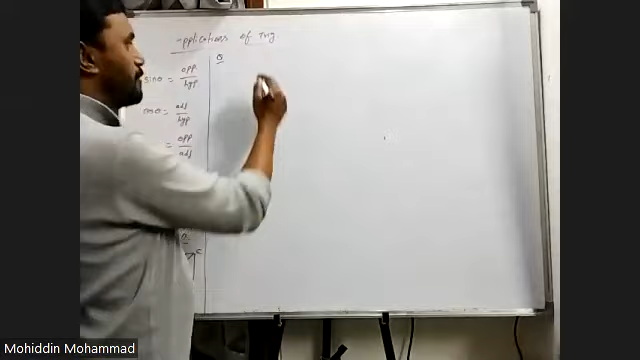 applications of Trig
Q
sinθ = opp/hyp
cosθ = adj/hyp
= opp/adj
Mohiddin Mohammad